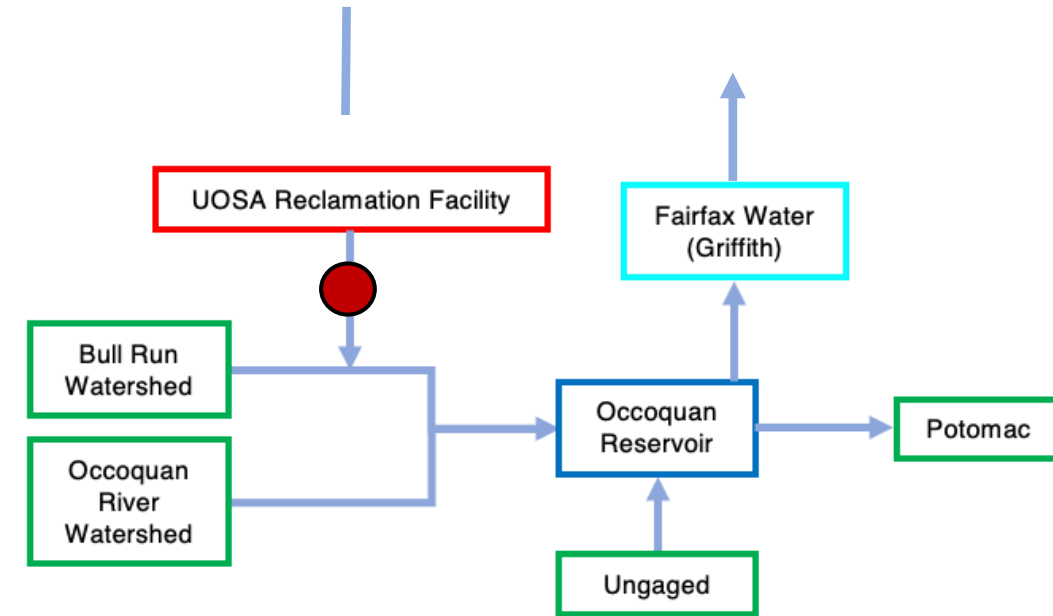 UOSA Reclamation Facility
Fairfax Water
(Griffith)
Bull Run
Watershed
Occoquan
Reservoir
Potomac
Occoquan
River
Watershed
Ungaged